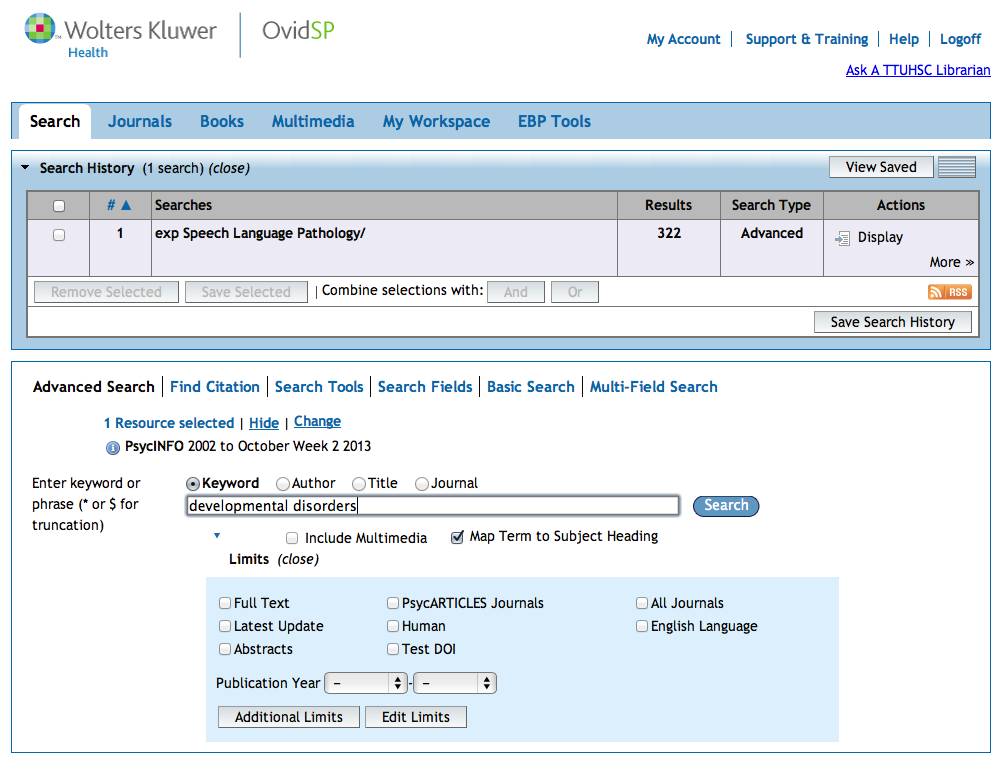 Wolters Kluwer | OvidSP
Health
My Account | Support & Training | Help | Logoff
Ask A TTUHSC Librarian
Search Journals Books Multimedia My Workspace EBP Tools
Search History (1 search) (close) View Saved
# ▲ Searches Results Search Type Actions
1 exp Speech Language Pathology/ 322 Advanced Display
More »
Remove Selected Save Selected | Combine selections with: And Or RSS
Save Search History
Advanced Search | Find Citation | Search Tools | Search Fields | Basic Search | Multi-Field Search
1 Resource selected | Hide | Change
PsycINFO 2002 to October Week 2 2013
Enter keyword or Keyword Author Title Journal
phrase (* or $ for developmental disorders Search
truncation)
Include Multimedia Map Term to Subject Heading
Limits (close)
Full Text PsycARTICLES Journals All Journals
Latest Update Human English Language
Abstracts Test DOI
Publication Year - - -
Additional Limits Edit Limits